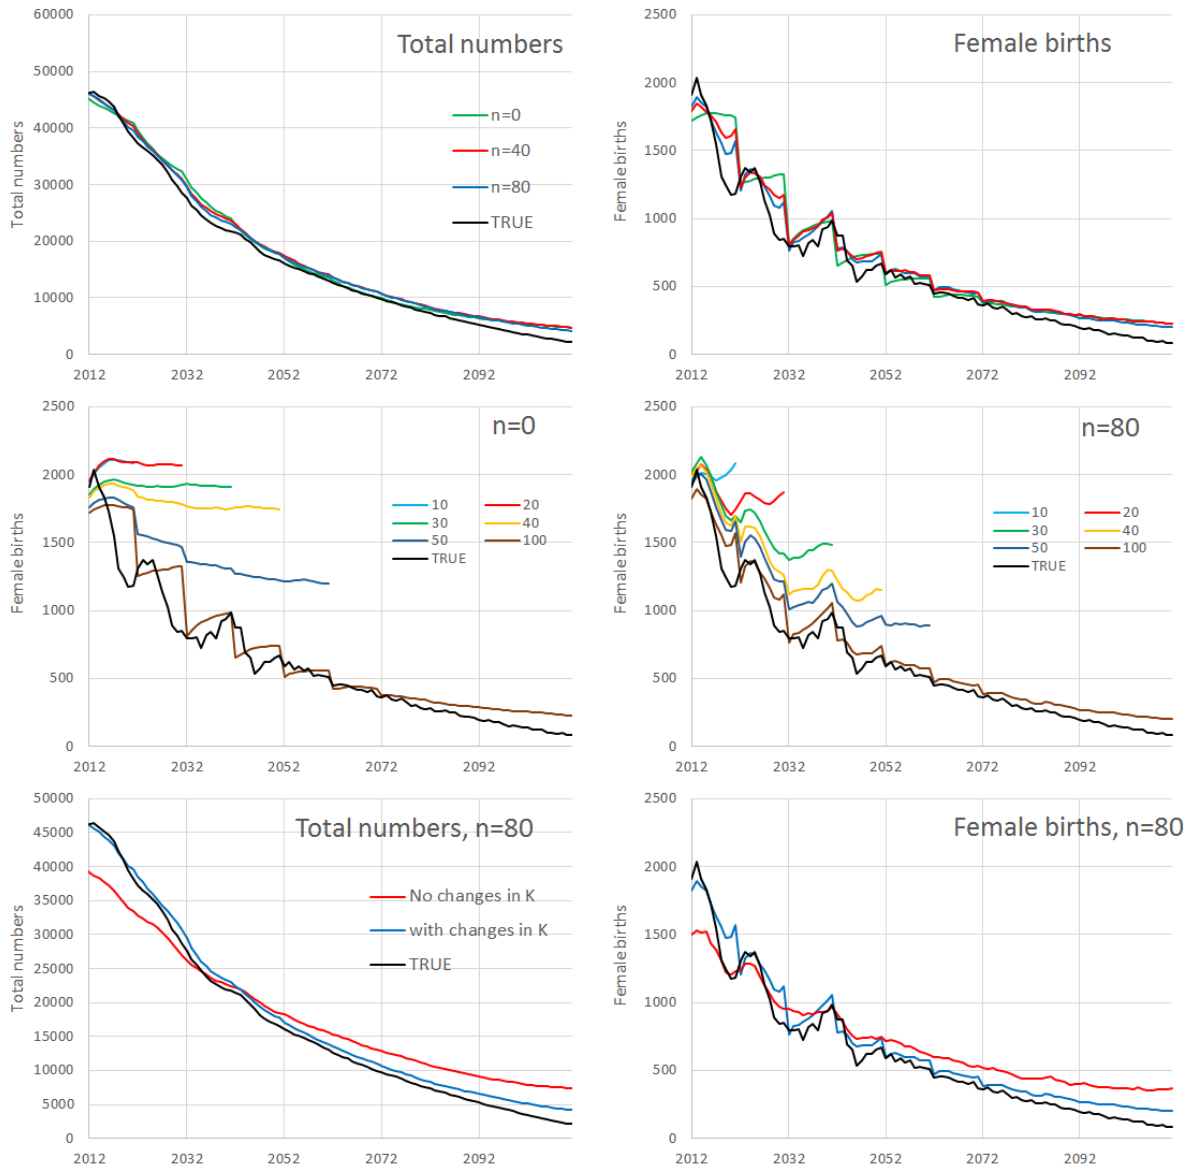 Total numbers
Total numbers
60000
50000
40000
30000
20000
10000
0
n=0
n=40
n=80
TRUE
2012 2032 2052 2072 2092
Female births
Female births
2500
2000
1500
1000
500
0
2012 2032 2052 2072 2092
n=0
Female births
2500
2000
1500
1000
500
0
10 20
30 40
50 100
TRUE
2012 2032 2052 2072 2092
n=80
Female births
2500
2000
1500
1000
500
0
10 20
30 40
50 100
TRUE
2012 2032 2052 2072 2092
Total numbers, n=80
Total numbers
50000
45000
40000
35000
30000
25000
20000
15000
10000
5000
0
No changes in K
with changes in K
TRUE
2012 2032 2052 2072 2092
Female births, n=80
Female births
2500
2000
1500
1000
500
0
2012 2032 2052 2072 2092